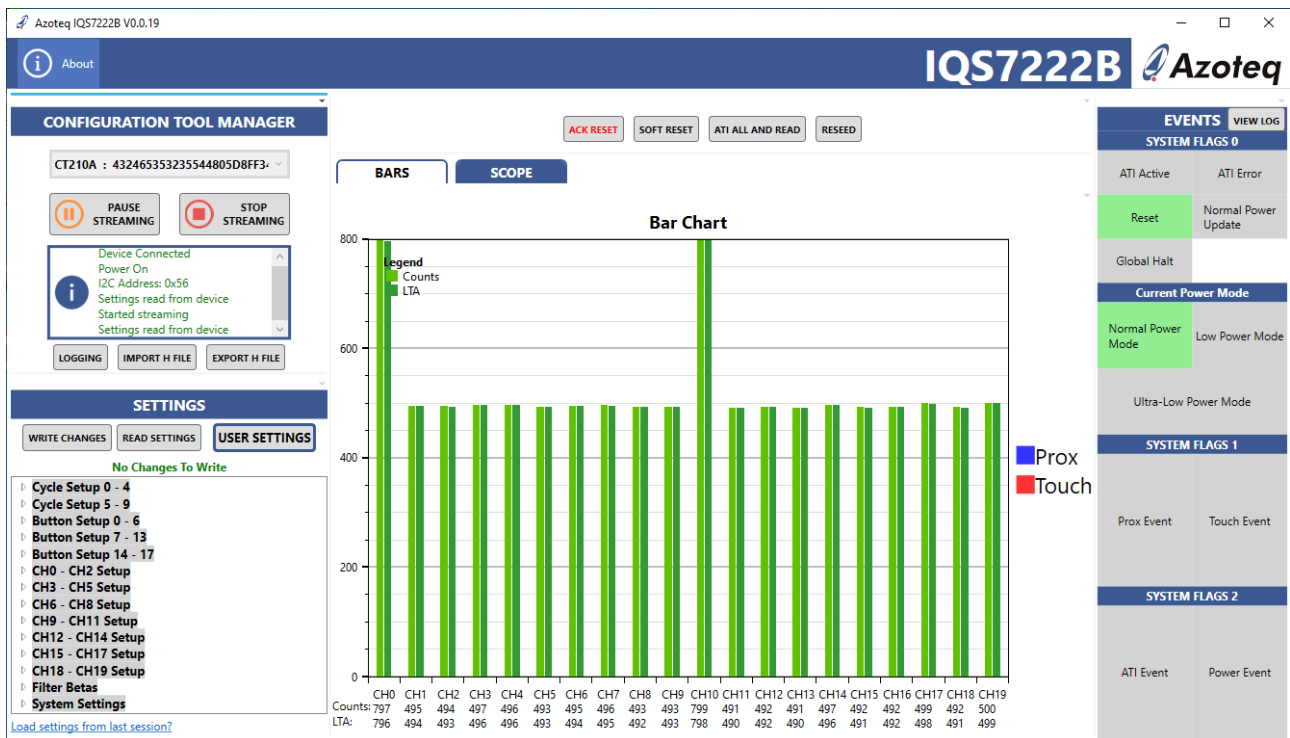 Azoteq IQS7222B V0.0.19
About
IQS7222B
Azoteq
CONFIGURATION TOOL MANAGER
CT210A : 432465353235544805D8FF34
PAUSE
STREAMING
STOP
STREAMING
Device Connected
Power On
I2C Address: 0x56
Settings read from device
Started streaming
Settings read from device
LOGGING
IMPORT H FILE
EXPORT H FILE
SETTINGS
WRITE CHANGES
READ SETTINGS
USER SETTINGS
No Changes To Write
Cycle Setup 0 - 4
Cycle Setup 5 - 9
Button Setup 0 - 6
Button Setup 7 - 13
Button Setup 14 - 17
CH0 - CH2 Setup
CH3 - CH5 Setup
CH6 - CH8 Setup
CH9 - CH11 Setup
CH12 - CH14 Setup
CH15 - CH17 Setup
CH18 - CH19 Setup
Filter Betas
System Settings
Load settings from last session?
ACK RESET
SOFT RESET
ATI ALL AND READ
RESEED
BARS
SCOPE
Bar Chart
800
600
400
200
0
Legend
Counts
LTA
CH0 CH1 CH2 CH3 CH4 CH5 CH6 CH7 CH8 CH9 CH10 CH11 CH12 CH13 CH14 CH15 CH16 CH17 CH18 CH19
Counts: 797 495 494 497 496 493 495 496 493 493 799 491 492 491 497 492 492 499 492 500
LTA: 796 494 493 496 496 493 494 495 492 493 798 490 492 490 496 491 492 498 491 499
Prox
Touch
EVENTS
VIEW LOG
SYSTEM FLAGS 0
ATI Active
ATI Error
Reset
Normal Power
Update
Global Halt
Current Power Mode
Normal Power
Mode
Low Power Mode
Ultra-Low Power Mode
SYSTEM FLAGS 1
Prox Event
Touch Event
SYSTEM FLAGS 2
ATI Event
Power Event